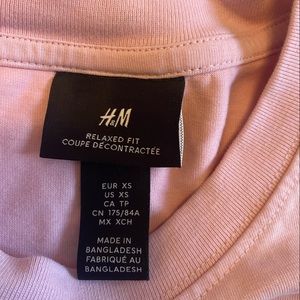 H&M
RELAXED FIT
COUPE DÉCONTRACTÉE
EUR XS
US XS
CA TP
CN 175/84A
MX XCH
MADE IN
BANGLADESH
FABRIQUÉ AU
BANGLADESH